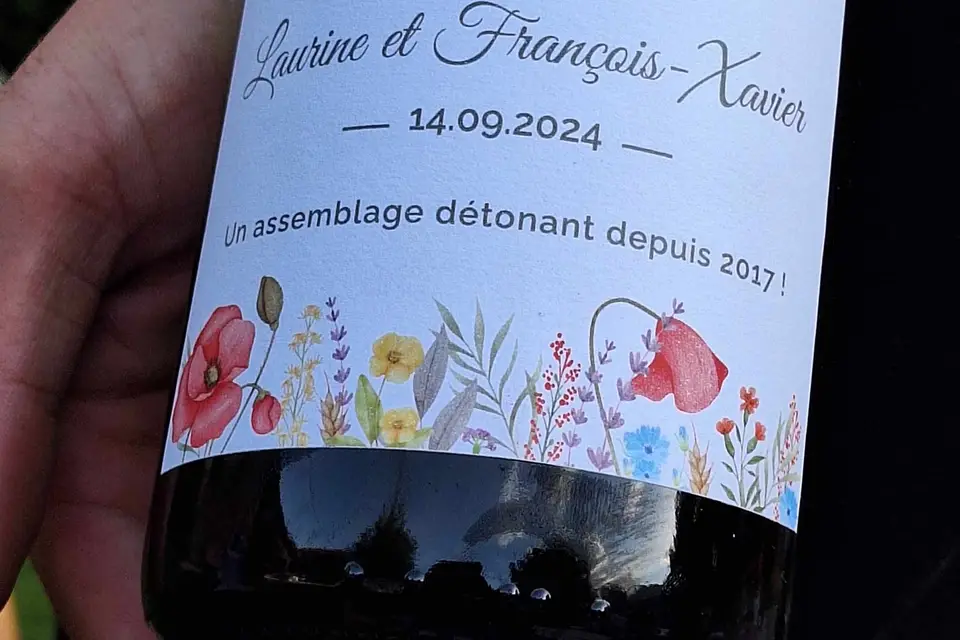 Laurine et François-Xavier
— 14.09.2024 —
Un assemblage détonant depuis 2017 !